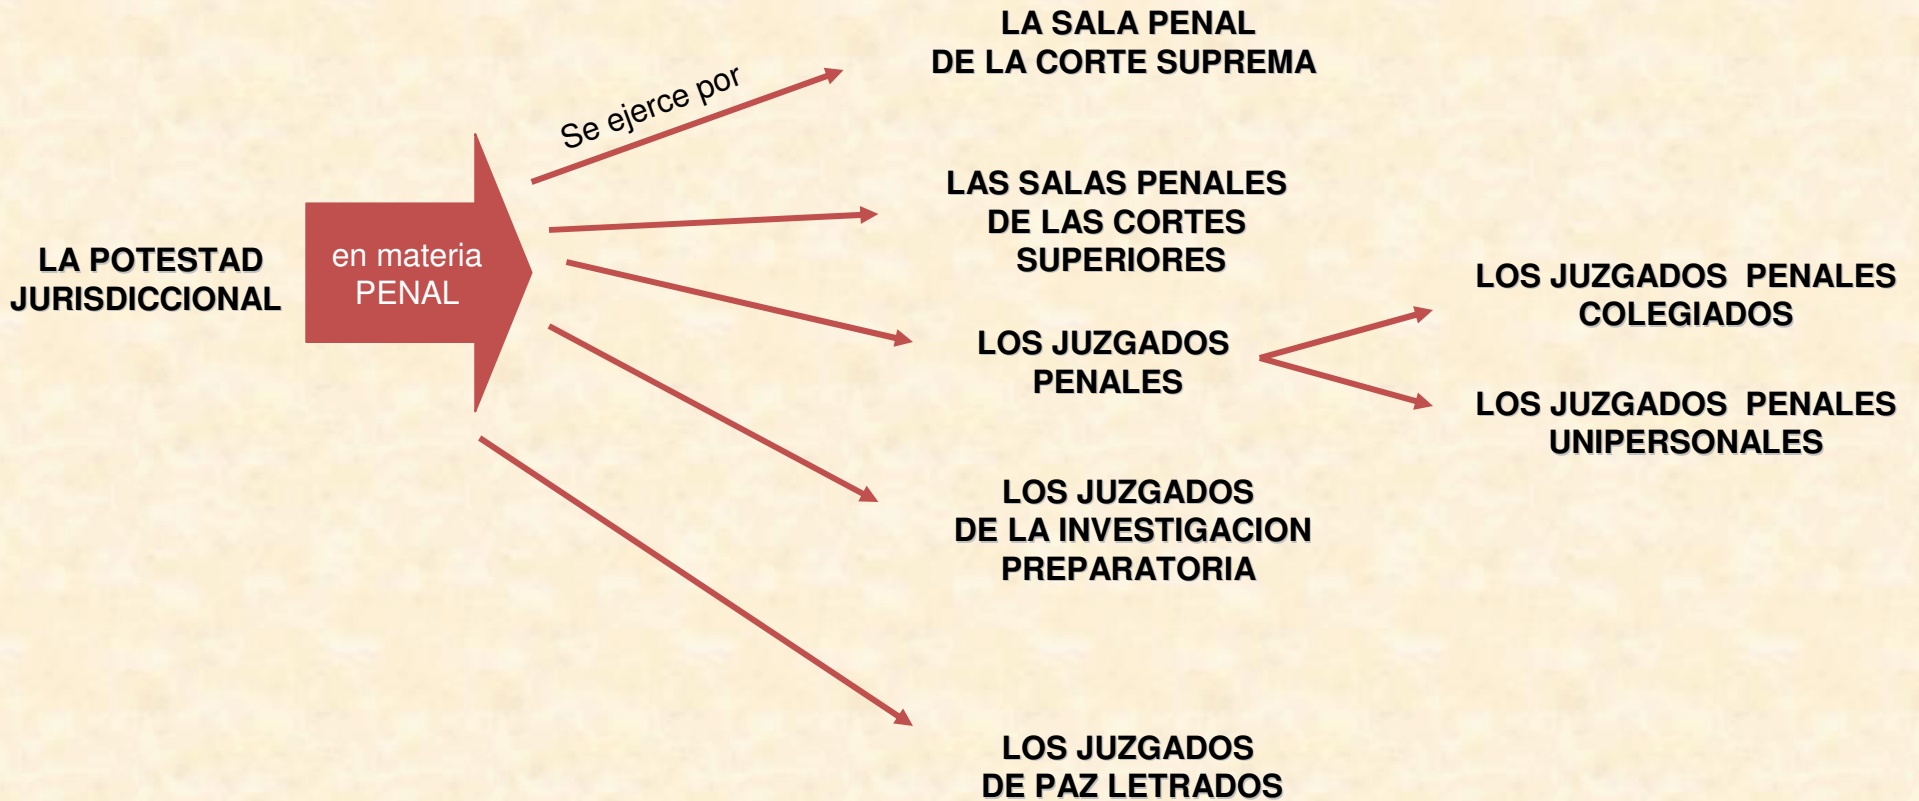 LA POTESTAD
JURISDICCIONAL
en materia
PENAL
Se ejerce por
LA SALA PENAL
DE LA CORTE SUPREMA
LAS SALAS PENALES
DE LAS CORTES
SUPERIORES
LOS JUZGADOS
PENALES
LOS JUZGADOS PENALES
COLEGIADOS
LOS JUZGADOS PENALES
UNIPERSONALES
LOS JUZGADOS
DE LA INVESTIGACION
PREPARATORIA
LOS JUZGADOS
DE PAZ LETRADOS